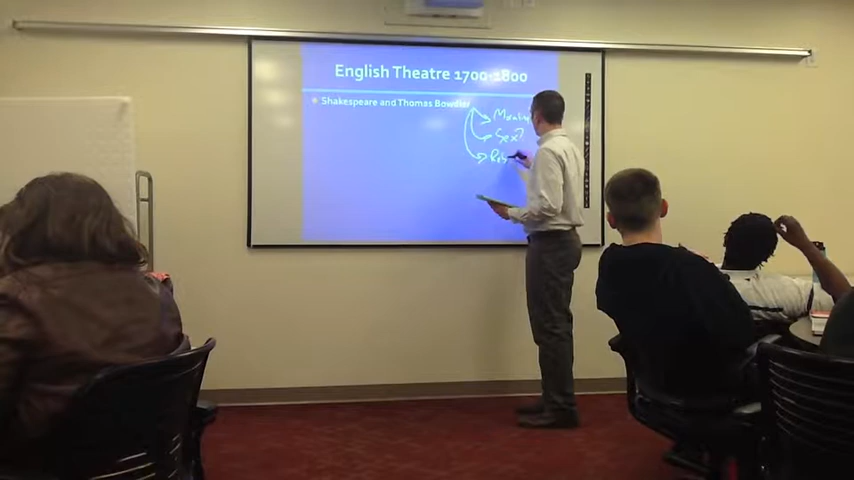 English Theatre 1700-1800
Shakespeare and Thomas Bowdler
Sex?